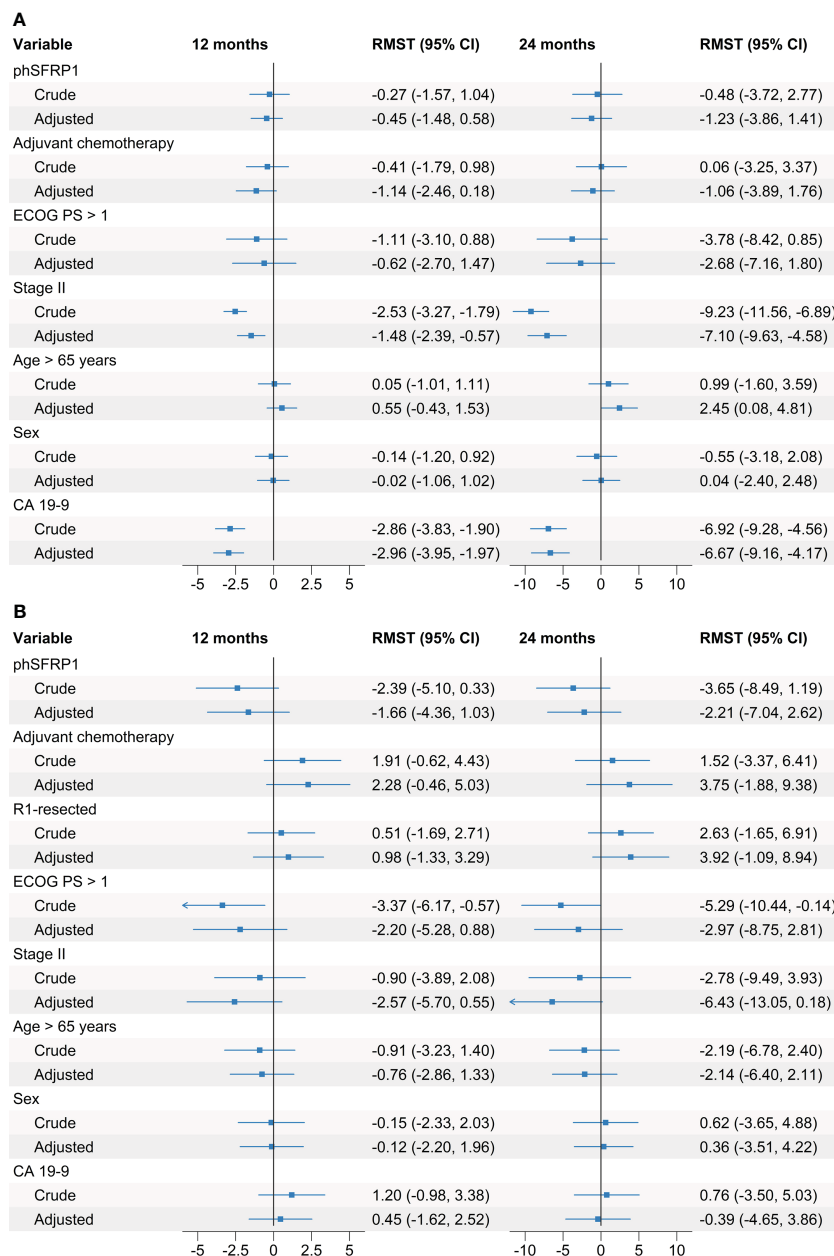 A
Variable 12 months RMST (95% CI) 24 months RMST (95% CI)
phSFRP1
Crude -0.27 (-1.57, 1.04) -0.48 (-3.72, 2.77)
Adjusted -0.45 (-1.48, 0.58) -1.23 (-3.86, 1.41)
Adjuvant chemotherapy
Crude -0.41 (-1.79, 0.98) 0.06 (-3.25, 3.37)
Adjusted -1.14 (-2.46, 0.18) -1.06 (-3.89, 1.76)
ECOG PS > 1
Crude -1.11 (-3.10, 0.88) -3.78 (-8.42, 0.85)
Adjusted -0.62 (-2.70, 1.47) -2.68 (-7.16, 1.80)
Stage II
Crude -2.53 (-3.27, -1.79) -9.23 (-11.56, -6.89)
Adjusted -1.48 (-2.39, -0.57) -7.10 (-9.63, -4.58)
Age > 65 years
Crude 0.05 (-1.01, 1.11) 0.99 (-1.60, 3.59)
Adjusted 0.55 (-0.43, 1.53) 2.45 (0.08, 4.81)
Sex
Crude -0.14 (-1.20, 0.92) -0.55 (-3.18, 2.08)
Adjusted -0.02 (-1.06, 1.02) 0.04 (-2.40, 2.48)
CA 19-9
Crude -2.86 (-3.83, -1.90) -6.92 (-9.28, -4.56)
Adjusted -2.96 (-3.95, -1.97) -6.67 (-9.16, -4.17)
-5 -2.5 0 2.5 5 -10 -5 0 5 10
B
Variable 12 months RMST (95% CI) 24 months RMST (95% CI)
phSFRP1
Crude -2.39 (-5.10, 0.33) -3.65 (-8.49, 1.19)
Adjusted -1.66 (-4.36, 1.03) -2.21 (-7.04, 2.62)
Adjuvant chemotherapy
Crude 1.91 (-0.62, 4.43) 1.52 (-3.37, 6.41)
Adjusted 2.28 (-0.46, 5.03) 3.75 (-1.88, 9.38)
R1-resected
Crude 0.51 (-1.69, 2.71) 2.63 (-1.65, 6.91)
Adjusted 0.98 (-1.33, 3.29) 3.92 (-1.09, 8.94)
ECOG PS > 1
Crude -3.37 (-6.17, -0.57) -5.29 (-10.44, -0.14)
Adjusted -2.20 (-5.28, 0.88) -2.97 (-8.75, 2.81)
Stage II
Crude -0.90 (-3.89, 2.08) -2.78 (-9.49, 3.93)
Adjusted -2.57 (-5.70, 0.55) -6.43 (-13.05, 0.18)
Age > 65 years
Crude -0.91 (-3.23, 1.40) -2.19 (-6.78, 2.40)
Adjusted -0.76 (-2.86, 1.33) -2.14 (-6.40, 2.11)
Sex
Crude -0.15 (-2.33, 2.03) 0.62 (-3.65, 4.88)
Adjusted -0.12 (-2.20, 1.96) 0.36 (-3.51, 4.22)
CA 19-9
Crude 1.20 (-0.98, 3.38) 0.76 (-3.50, 5.03)
Adjusted 0.45 (-1.62, 2.52) -0.39 (-4.65, 3.86)
-5 -2.5 0 2.5 5 -10 -5 0 5 10